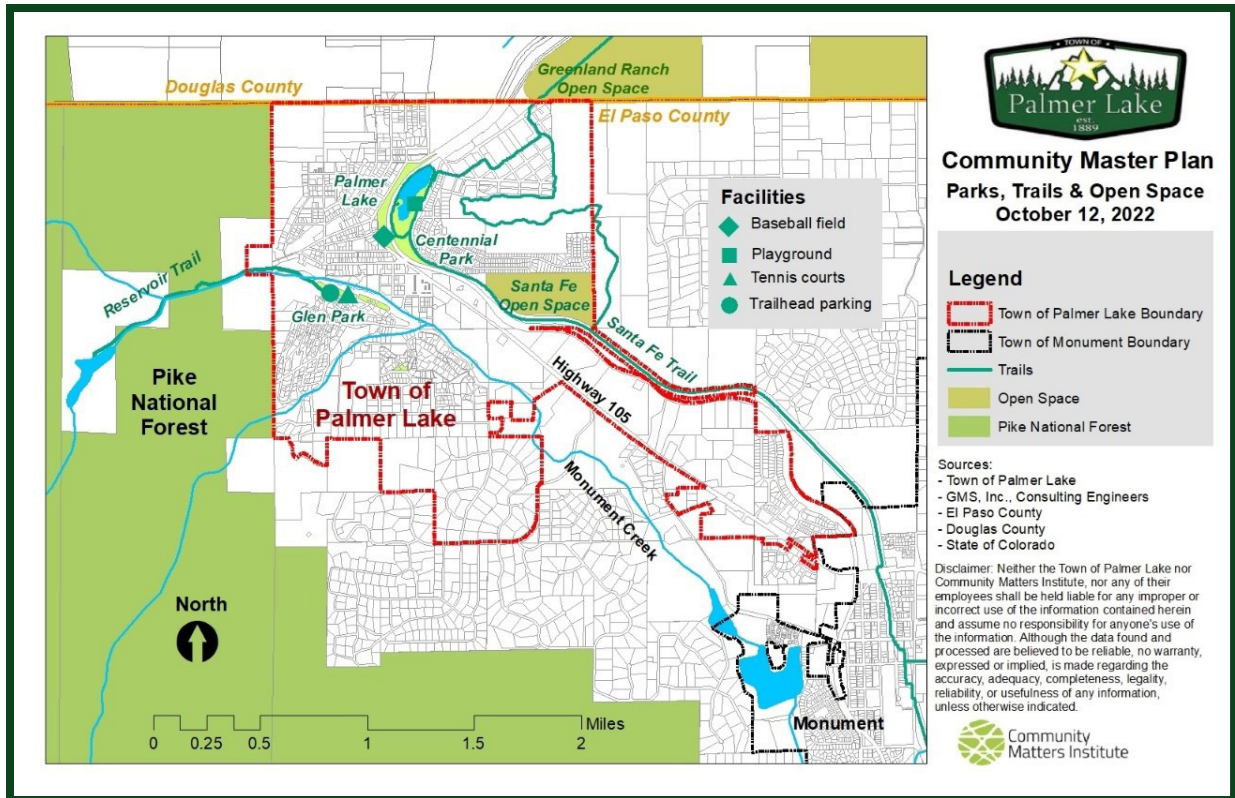 Douglas County
Greenland Ranch
Open Space
El Paso County
Palmer
Lake
Centennial
Park
Reservoir Trail
Glen Park
Santa Fe
Open Space
Santa Fe Trail
Pike
National
Forest
Town of
Palmer Lake
Highway 105
Monument Creek
North
Miles
0 0.25 0.5 1 1.5 2
Monument
Facilities
Baseball field
Playground
Tennis courts
Trailhead parking
TOWN OF
Palmer Lake
est.
1889
Community Master Plan
Parks, Trails & Open Space
October 12, 2022
Legend
Town of Palmer Lake Boundary
Town of Monument Boundary
Trails
Open Space
Pike National Forest
Sources:
- Town of Palmer Lake
- GMS, Inc., Consulting Engineers
- El Paso County
- Douglas County
- State of Colorado
Disclaimer: Neither the Town of Palmer Lake nor
Community Matters Institute, nor any of their
employees shall be held liable for any improper or
incorrect use of the information contained herein
and assume no responsibility for anyone's use of
the information. Although the data found and
processed are believed to be reliable, no warranty,
expressed or implied, is made regarding the
accuracy, adequacy, completeness, legality,
reliability, or usefulness of any information,
unless otherwise indicated.
Community
Matters Institute